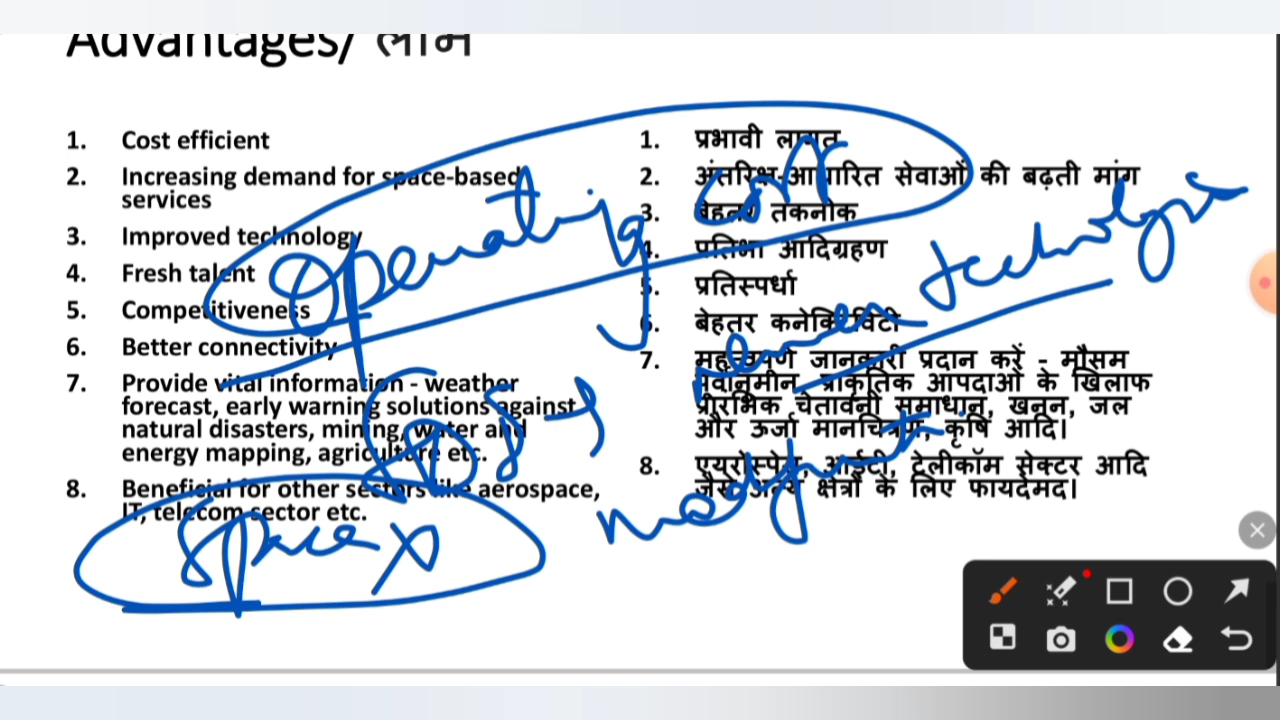 Advantages/ लाभ
1. Cost efficient
2. Increasing demand for space-based
services
3. Improved technology
4. Fresh talent
5. Competitiveness
6. Better connectivity
7. Provide vital information - weather
forecast, early warning solutions against
natural disasters, mining, water and
energy mapping, agriculture etc.
8. Beneficial for other sectors like aerospace,
IT, telecom sector etc.
1. प्रभावी लागत
2. अंतरिक्ष-आधारित सेवाओं की बढ़ती मांग
3. बेहतर तकनीक
4. प्रतिभा आदिग्रहण
5. प्रतिस्पर्धा
6. बेहतर कनेक्टिविटी
7. महत्वपूर्ण जानकारी प्रदान करें - मौसम
पूर्वानुमान, प्राकृतिक आपदाओं के खिलाफ
प्रारंभिक चेतावनी समाधान, खनन, जल
और ऊर्जा मानचित्रण, कृषि आदि।
8. एयरोस्पेस, आईटी, टेलीकॉम सेक्टर आदि
जैसे अन्य क्षेत्रों के लिए फायदेमंद।
Operating cost
technologie
Space X